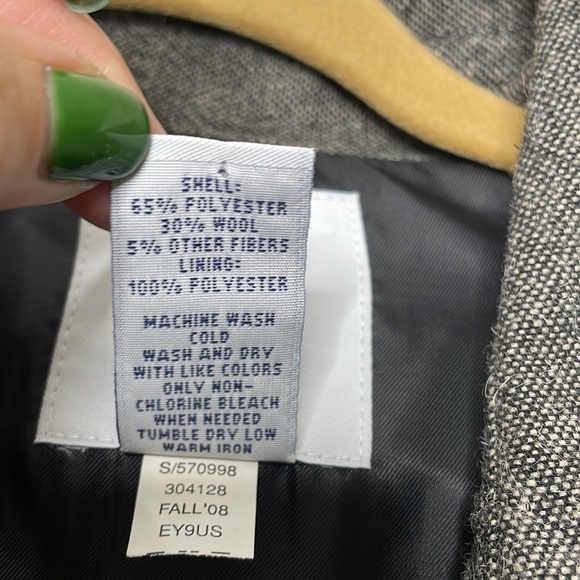 SHELL:
65% POLYESTER
30% WOOL
5% OTHER FIBERS
LINING:
100% POLYESTER
MACHINE WASH
COLD
WASH AND DRY
WITH LIKE COLORS
ONLY NON-
CHLORINE BLEACH
WHEN NEEDED
TUMBLE DRY LOW
WARM IRON
S/570998
304128
FALL'08
EY9US